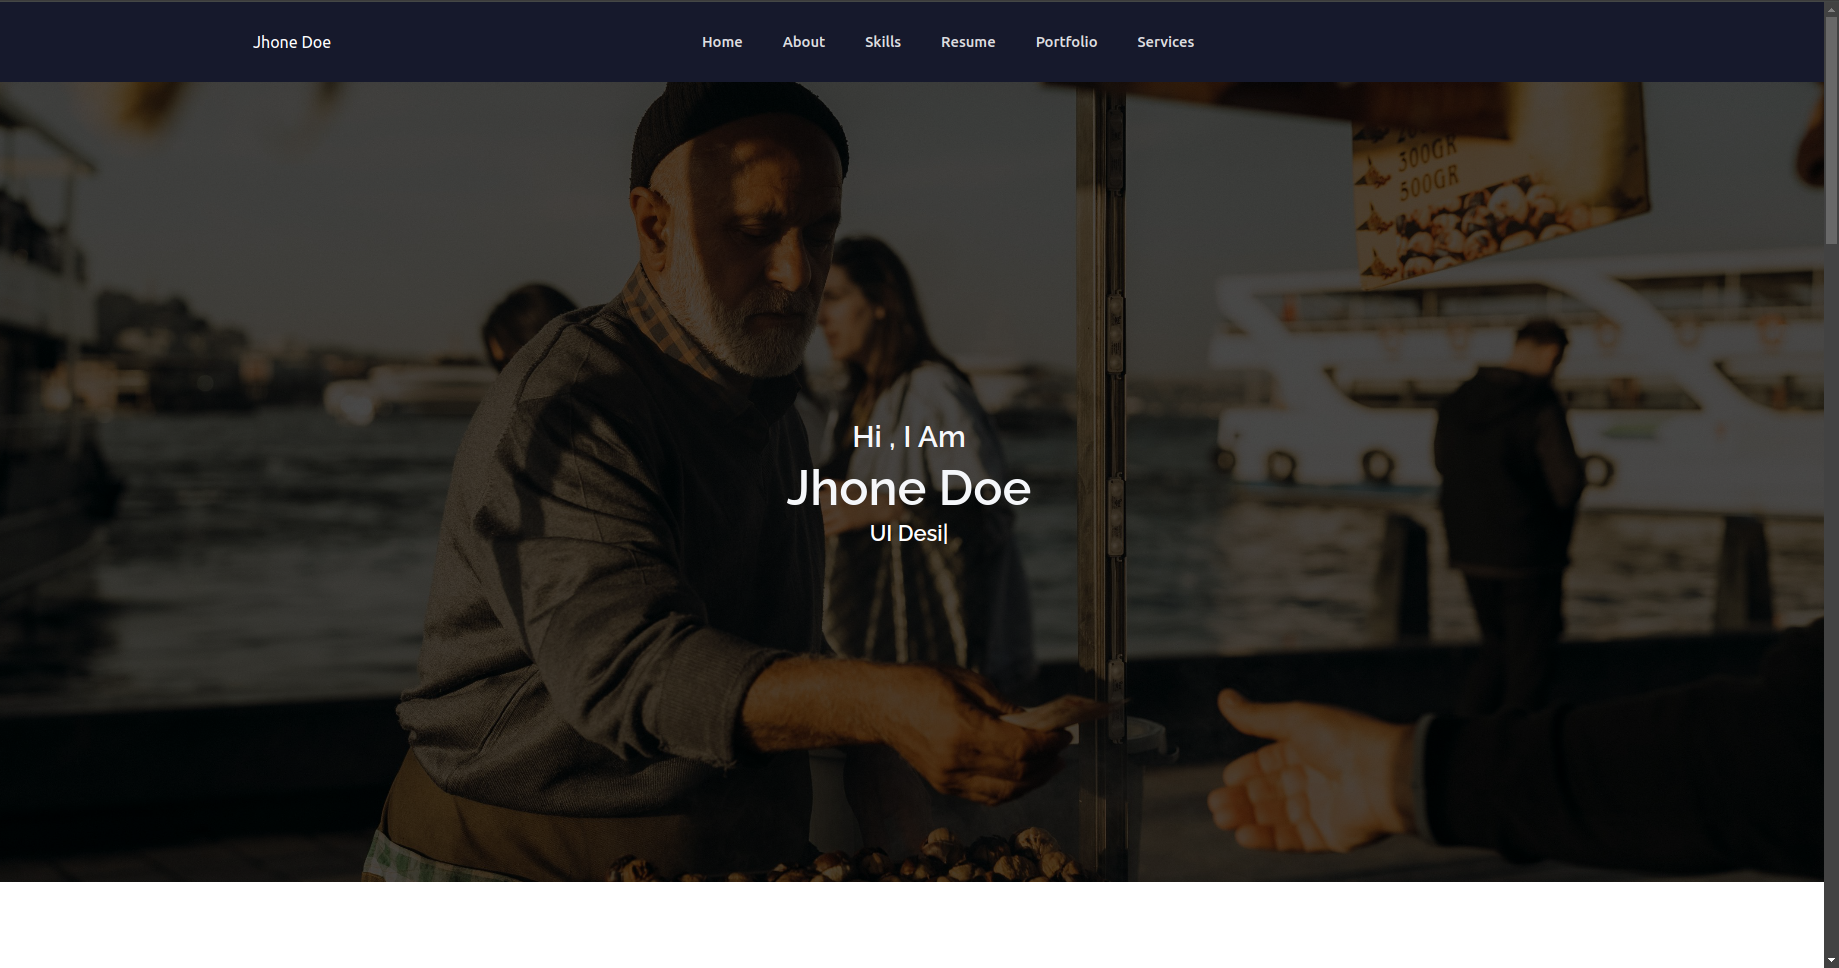 Jhone Doe
Home About Skills Resume Portfolio Services
300GR
500GR
Hi , I Am
Jhone Doe
UI Desi|